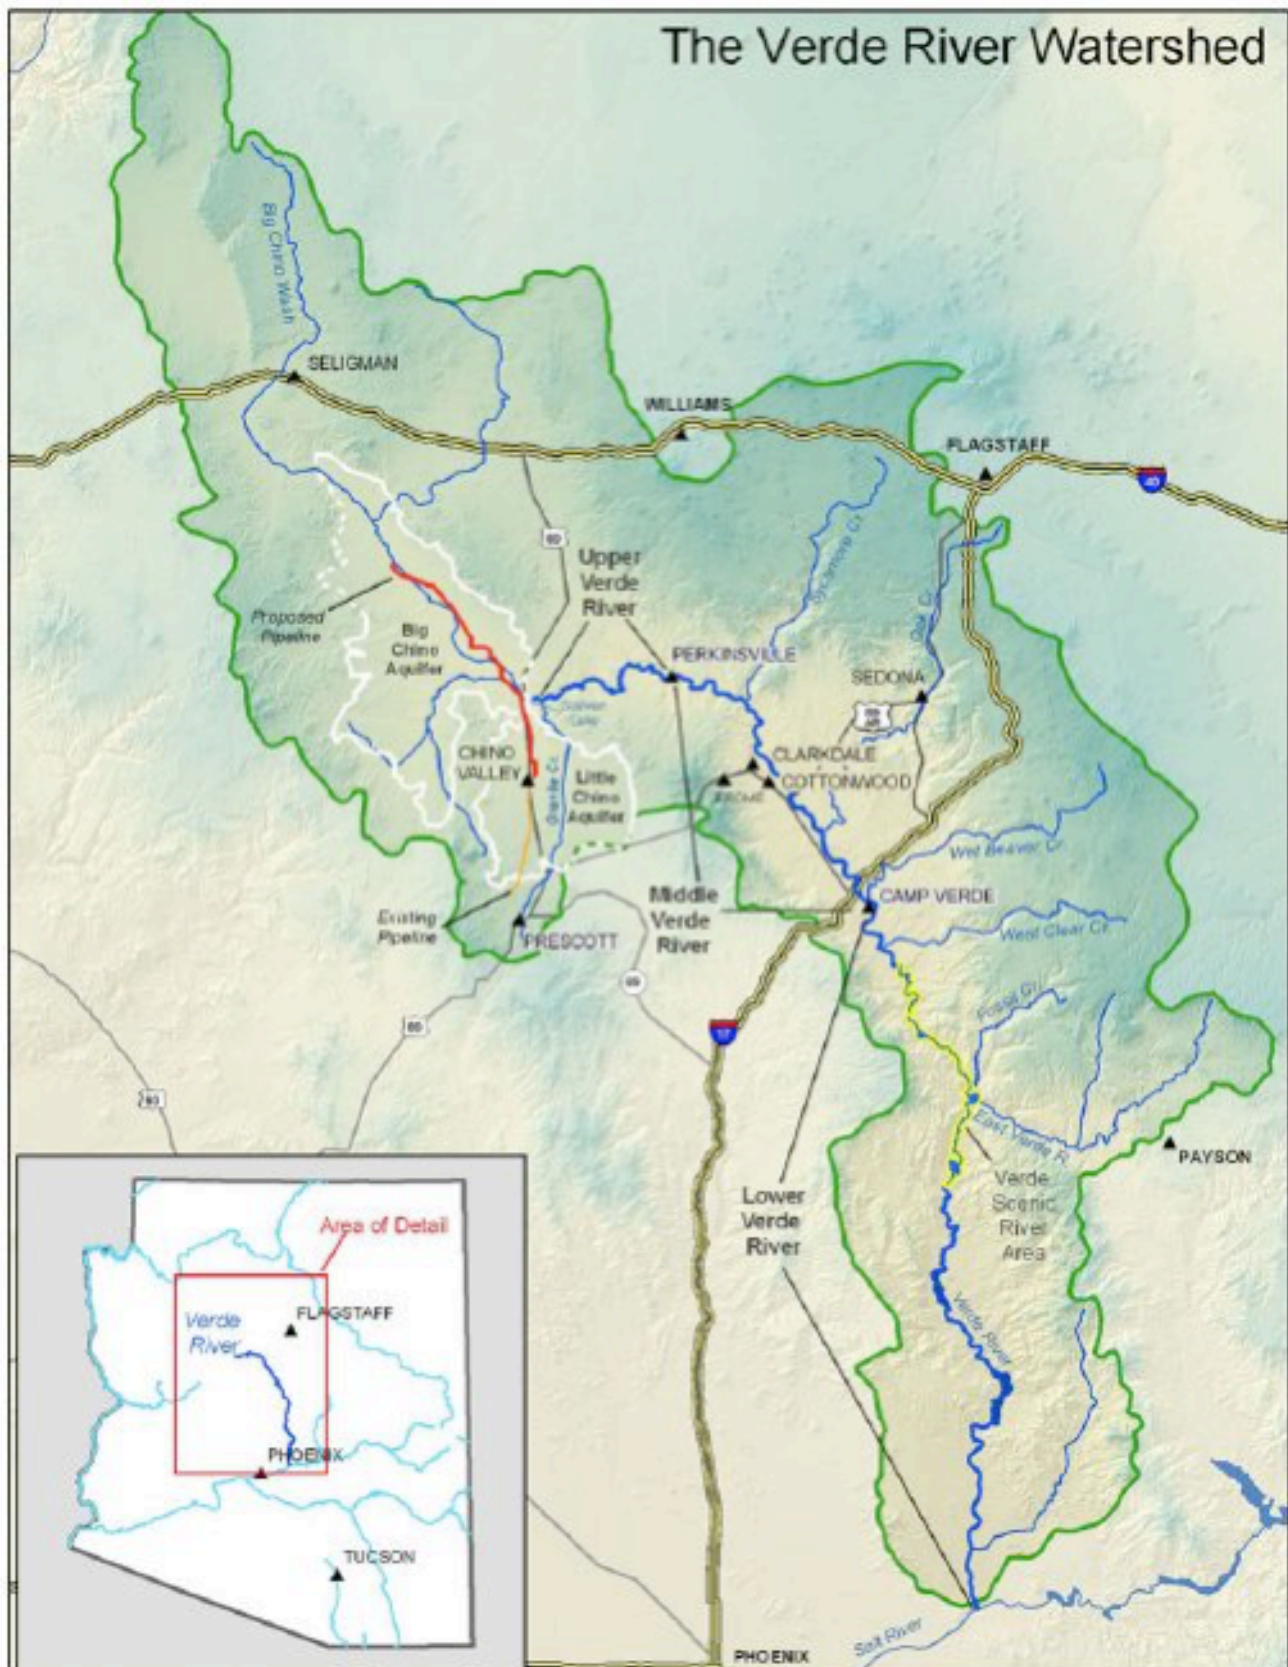 The Verde River Watershed
Big Chino Wash
SELIGMAN
WILLIAMS
FLAGSTAFF
40
89
Upper
Verde
River
Sycamore Cr.
Oak Cr.
Proposed
Pipeline
Big
Chino
Aquifer
PERKINSVILLE
SEDONA
CHINO
VALLEY
Granite Cr.
Little
Chino
Aquifer
CLARKDALE
COTTONWOOD
JEROME
Wet Beaver Cr.
Middle
Verde
River
CAMP VERDE
West Clear Cr.
Existing
Pipeline
PRESCOTT
69
Fossil Cr.
17
89
93
East Verde R.
PAYSON
Verde
Scenic
River
Area
Lower
Verde
River
Verde River
Salt River
PHOENIX
Area of Detail
FLAGSTAFF
Verde
River
PHOENIX
TUCSON